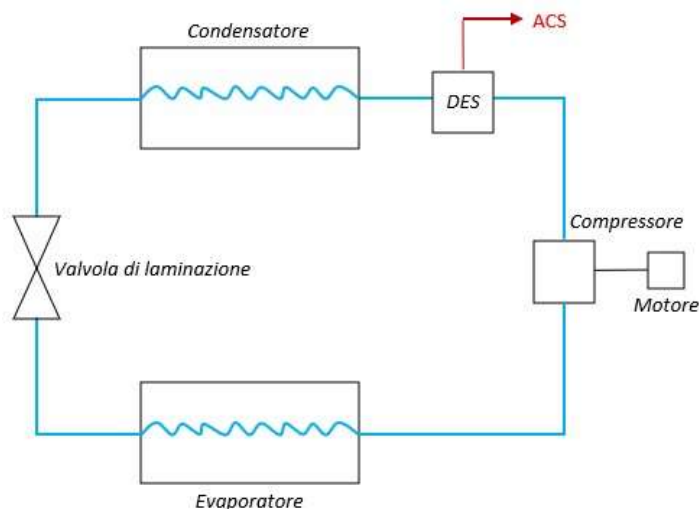 ACS
Condensatore
DES
Compressore
Valvola di laminazione
Motore
Evaporatore